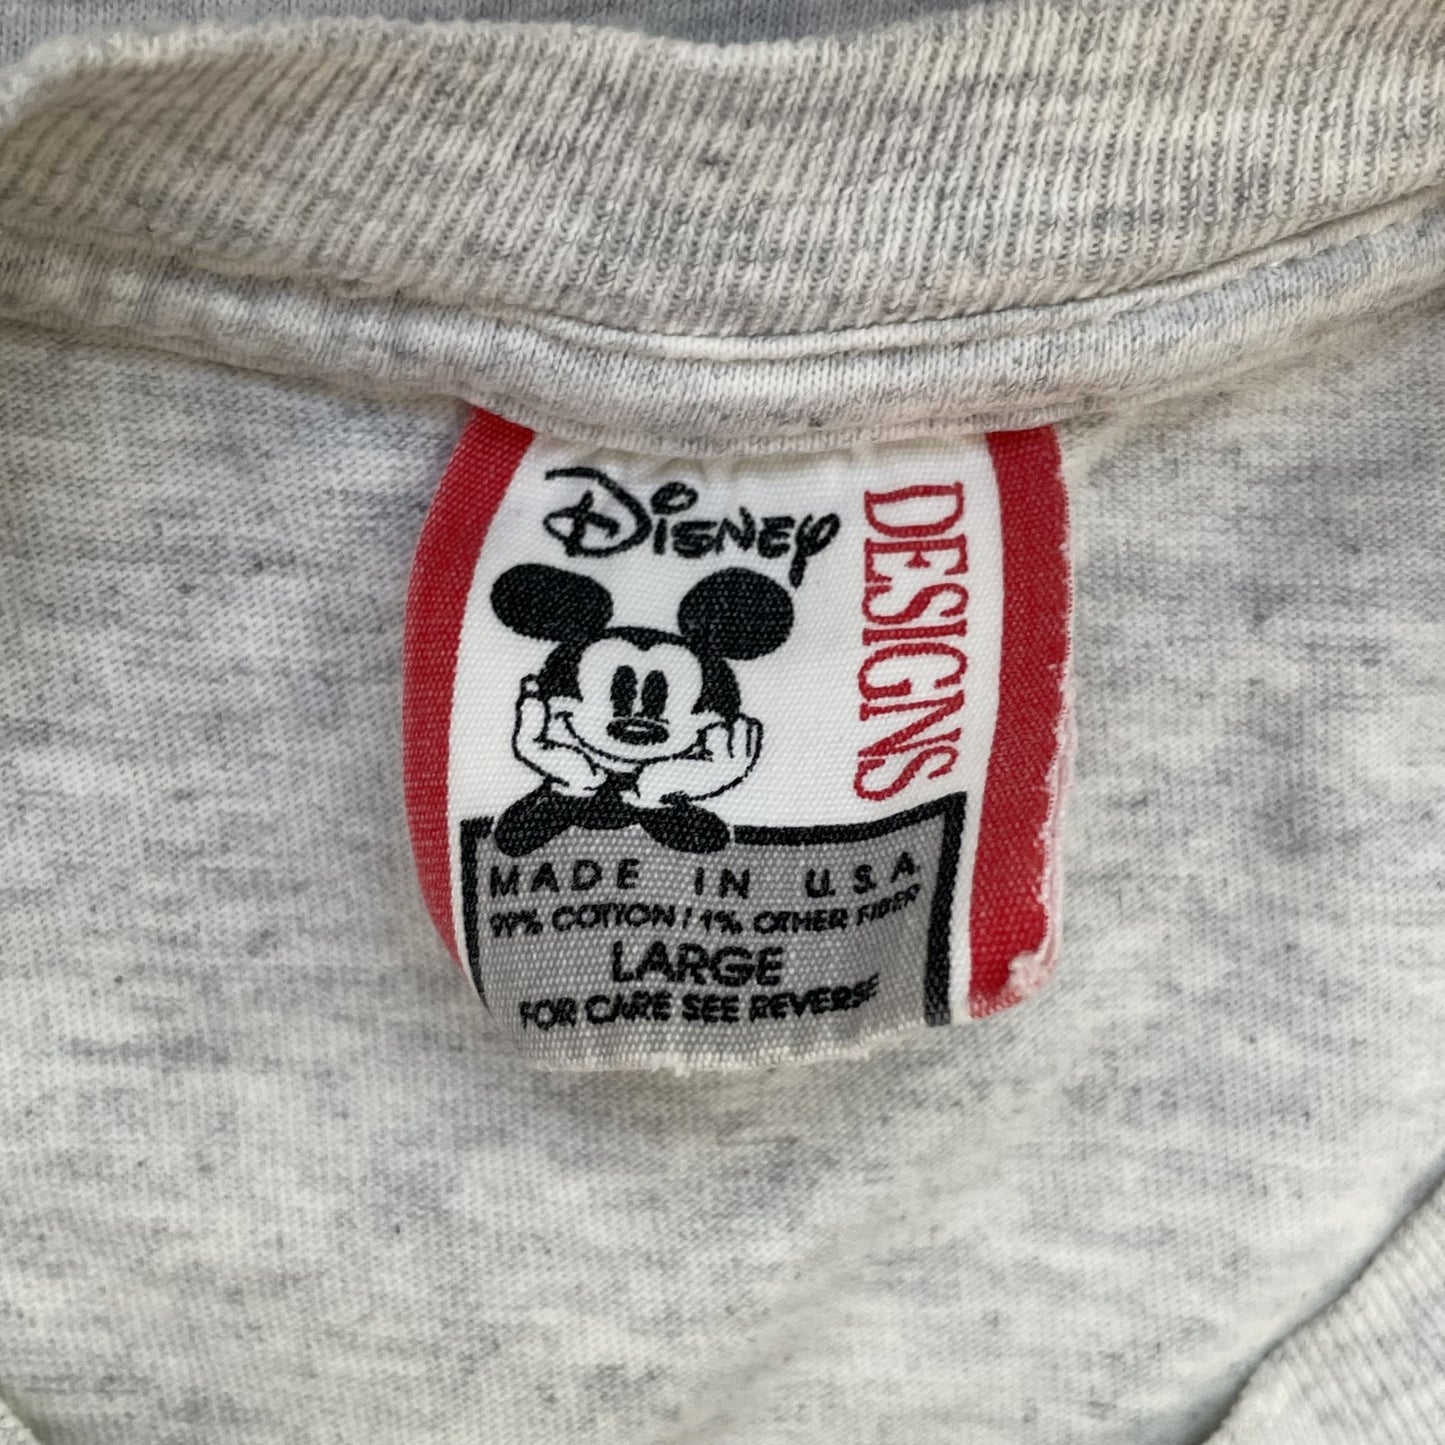 Disney
DESIGNS
MADE IN U.S.A.
99% COTTON / 1% OTHER FIBER
LARGE
FOR CARE SEE REVERSE